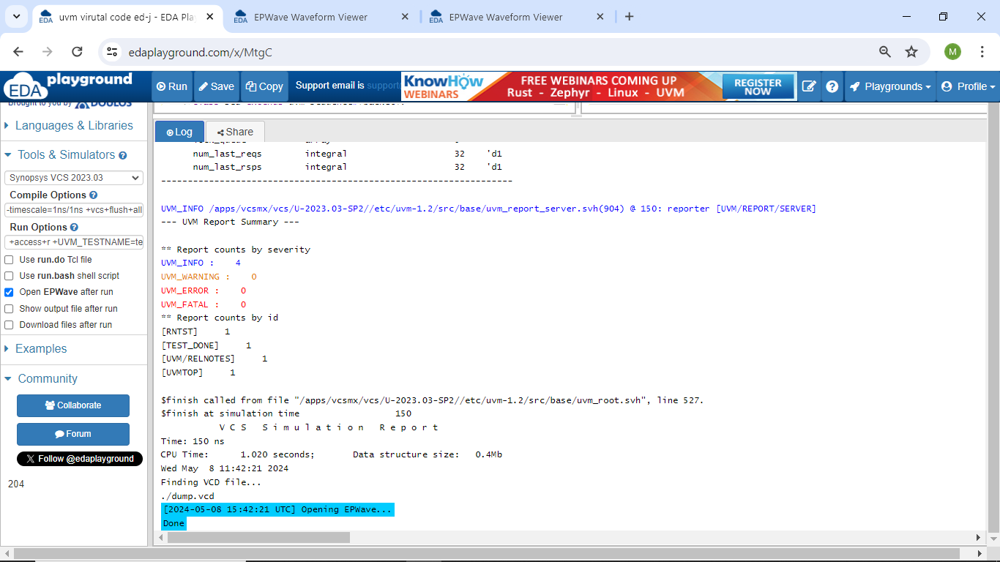 uvm virutal code ed-j - EDA Pla
EPWave Waveform Viewer
EPWave Waveform Viewer
edaplayground.com/x/MtgC
M
EDA playground
Run
Save
Copy
Support email is support
KnowHow WEBINARS
FREE WEBINARS COMING UP
Rust - Zephyr - Linux - UVM
REGISTER NOW
Playgrounds
Profile
Brought to you by DOULOS
Languages & Libraries
Tools & Simulators
Synopsys VCS 2023.03
Compile Options
-timescale=1ns/1ns +vcs+flush+all
Run Options
+access+r +UVM_TESTNAME=te
Use run.do Tcl file
Use run.bash shell script
Open EPWave after run
Show output file after run
Download files after run
Examples
Community
Collaborate
Forum
X Follow @edaplayground
204
Log
Share
num_last_reqs integral 32 'd1
num_last_rsps integral 32 'd1
------------------------------------------------------------------
UVM_INFO /apps/vcsmx/vcs/U-2023.03-SP2//etc/uvm-1.2/src/base/uvm_report_server.svh(904) @ 150: reporter [UVM/REPORT/SERVER]
--- UVM Report Summary ---
** Report counts by severity
UVM_INFO : 4
UVM_WARNING : 0
UVM_ERROR : 0
UVM_FATAL : 0
** Report counts by id
[RNTST] 1
[TEST_DONE] 1
[UVM/RELNOTES] 1
[UVMTOP] 1
$finish called from file "/apps/vcsmx/vcs/U-2023.03-SP2//etc/uvm-1.2/src/base/uvm_root.svh", line 527.
$finish at simulation time 150
V C S S i m u l a t i o n R e p o r t
Time: 150 ns
CPU Time: 1.020 seconds; Data structure size: 0.4Mb
Wed May 8 11:42:21 2024
Finding VCD file...
./dump.vcd
[2024-05-08 15:42:21 UTC] Opening EPWave...
Done